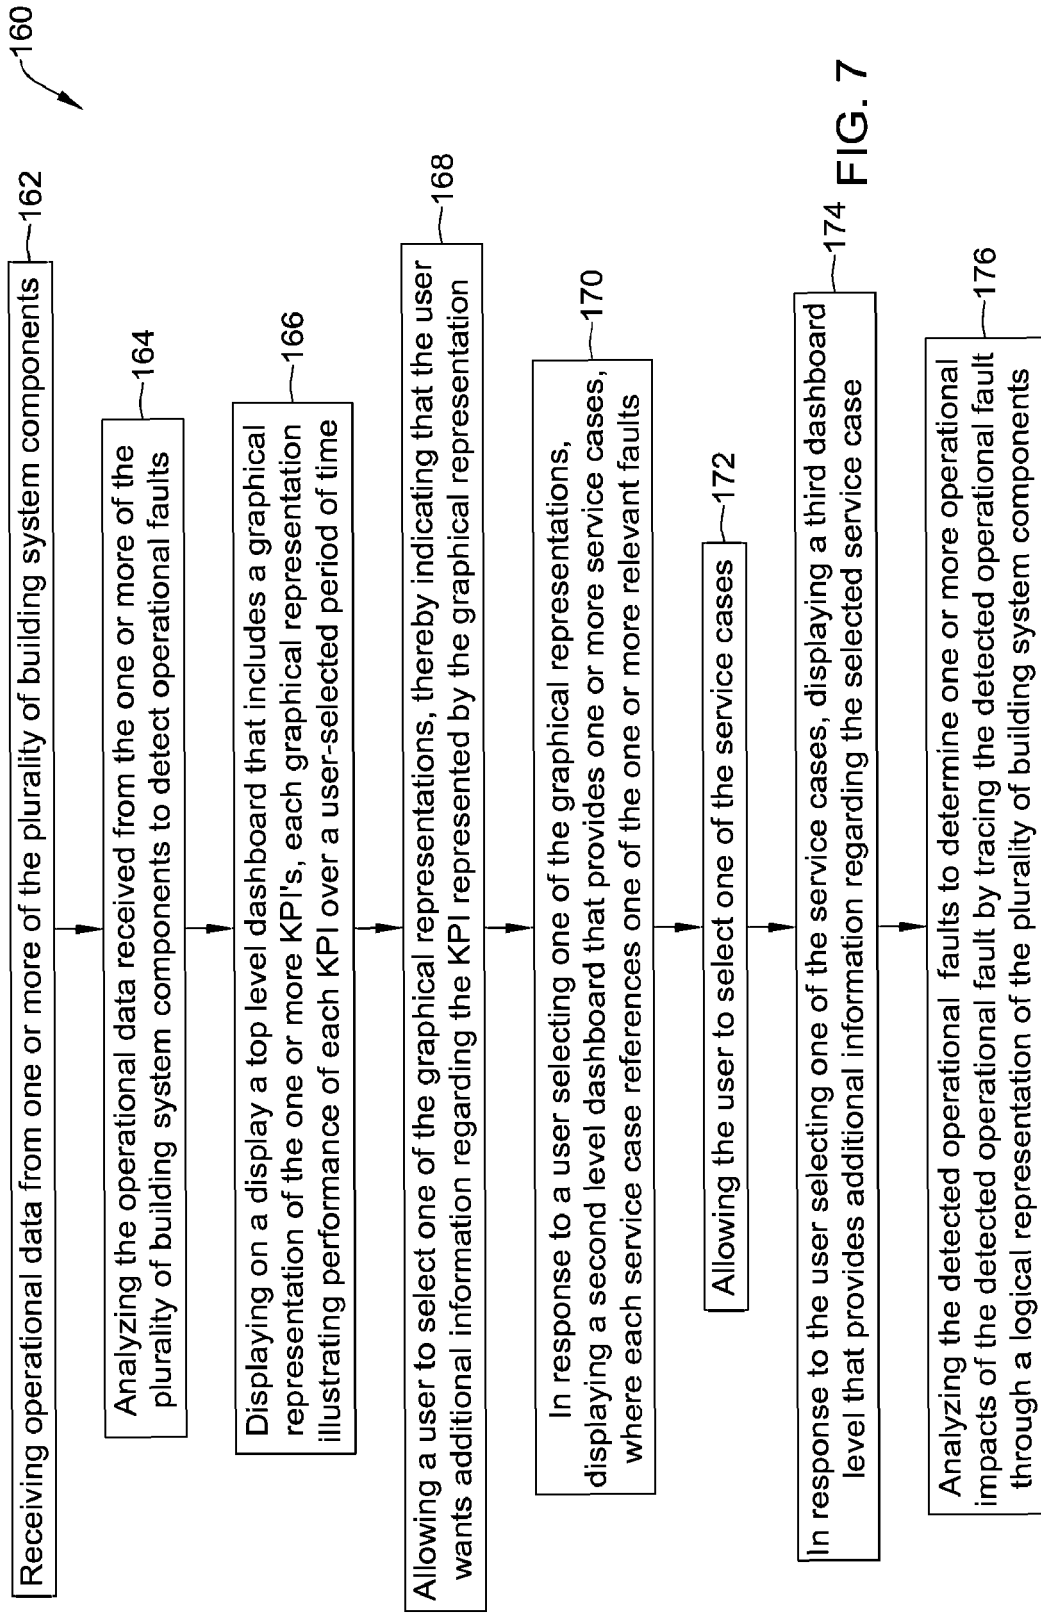 160
Receiving operational data from one or more of the plurality of building system components
162
Analyzing the operational data received from the one or more of the
plurality of building system components to detect operational faults
164
Displaying on a display a top level dashboard that includes a graphical
representation of the one or more KPI's, each graphical representation
illustrating performance of each KPI over a user-selected period of time
166
Allowing a user to select one of the graphical representations, thereby indicating that the user
wants additional information regarding the KPI represented by the graphical representation
168
In response to a user selecting one of the graphical representations,
displaying a second level dashboard that provides one or more service cases,
where each service case references one of the one or more relevant faults
170
Allowing the user to select one of the service cases
172
In response to the user selecting one of the service cases, displaying a third dashboard
level that provides additional information regarding the selected service case
174
Analyzing the detected operational faults to determine one or more operational
impacts of the detected operational fault by tracing the detected operational fault
through a logical representation of the plurality of building system components
176
FIG. 7